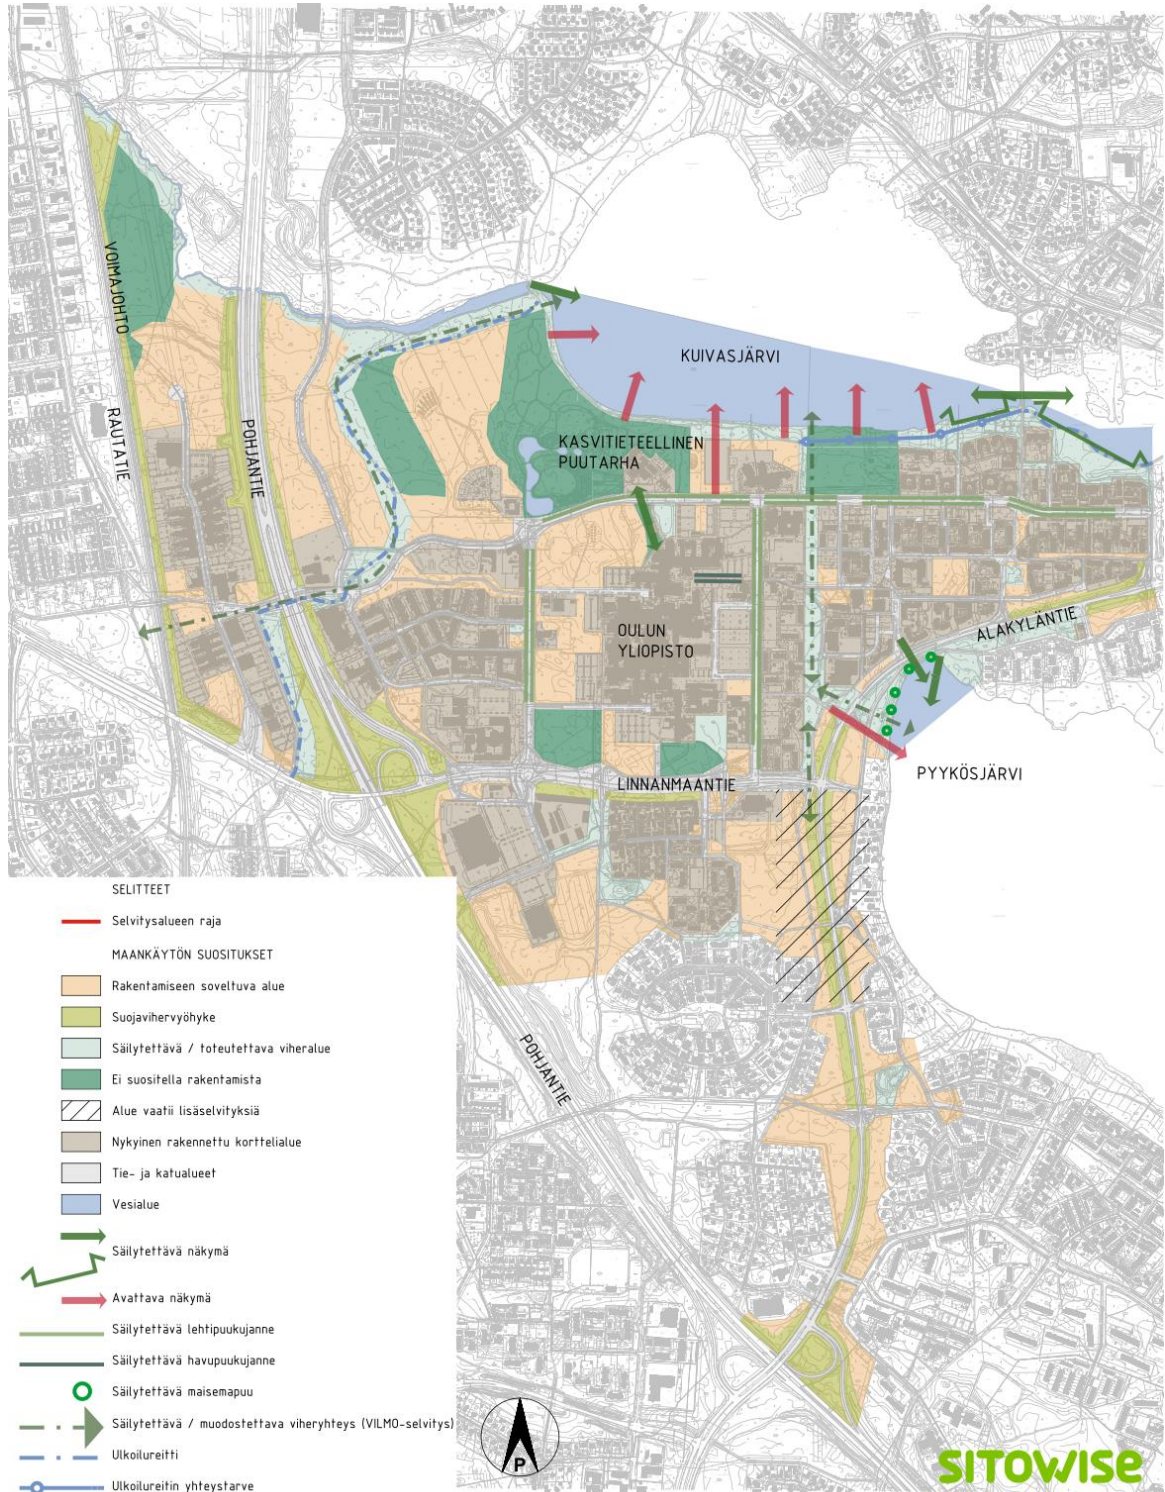 VOIMAJOHTO
RAUTATIE
POHJANTIE
KUIVASJÄRVI
KASVITIETEELLINEN
PUUTARHA
OULUN
YLIOPISTO
ALAKYLÄNTIE
LINNANMAANTIE
PYYKÖSJÄRVI
POHJANTIE
SELITTEET
Selvitysalueen raja
MAANKÄYTÖN SUOSITUKSET
Rakentamiseen soveltuva alue
Suojavihervyöhyke
Säilytettävä / toteutettava viheralue
Ei suositella rakentamista
Alue vaatii lisäselvityksiä
Nykyinen rakennettu korttelialue
Tie- ja katualueet
Vesialue
Säilytettävä näkymä
Avattava näkymä
Säilytettävä lehtipuukujanne
Säilytettävä havupuukujanne
Säilytettävä maisemapuu
Säilytettävä / muodostettava viheryhteys (VILMO-selvitys)
Ulkoilureitti
Ulkoilureitin yhteystarve
P
SITOWISE